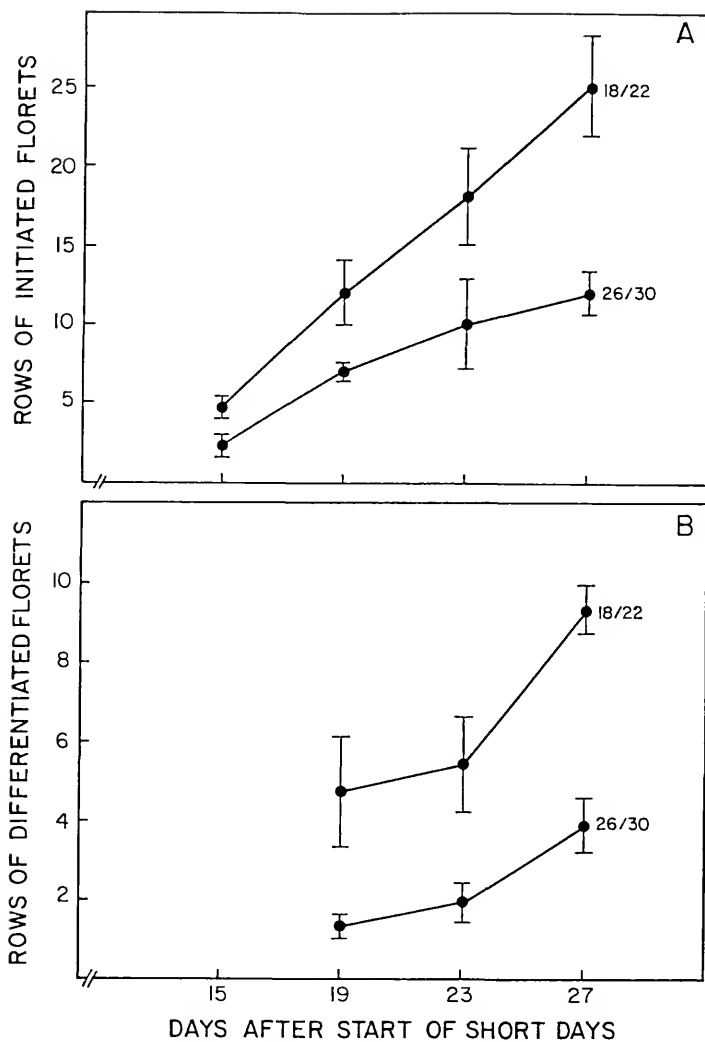 A
ROWS OF INITIATED FLORETS
25
20
15
10
5
18/22
26/30
B
ROWS OF DIFFERENTIATED FLORETS
10
8
6
4
2
18/22
26/30
15 19 23 27
DAYS AFTER START OF SHORT DAYS